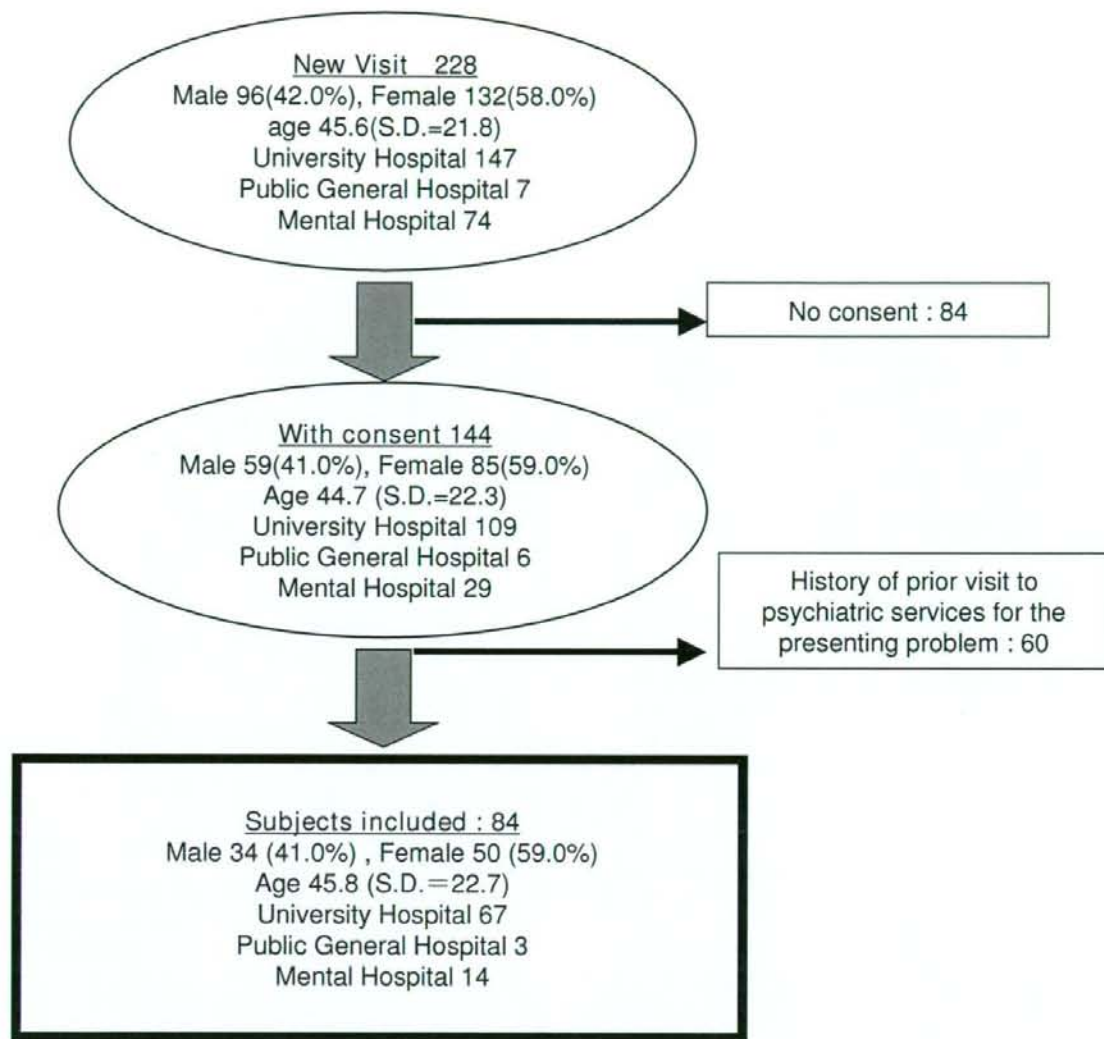 New Visit 228
Male 96(42.0%), Female 132(58.0%)
age 45.6(S.D.=21.8)
University Hospital 147
Public General Hospital 7
Mental Hospital 74
No consent : 84
With consent 144
Male 59(41.0%), Female 85(59.0%)
Age 44.7 (S.D.=22.3)
University Hospital 109
Public General Hospital 6
Mental Hospital 29
History of prior visit to
psychiatric services for the
presenting problem : 60
Subjects included : 84
Male 34 (41.0%) , Female 50 (59.0%)
Age 45.8 (S.D.=22.7)
University Hospital 67
Public General Hospital 3
Mental Hospital 14